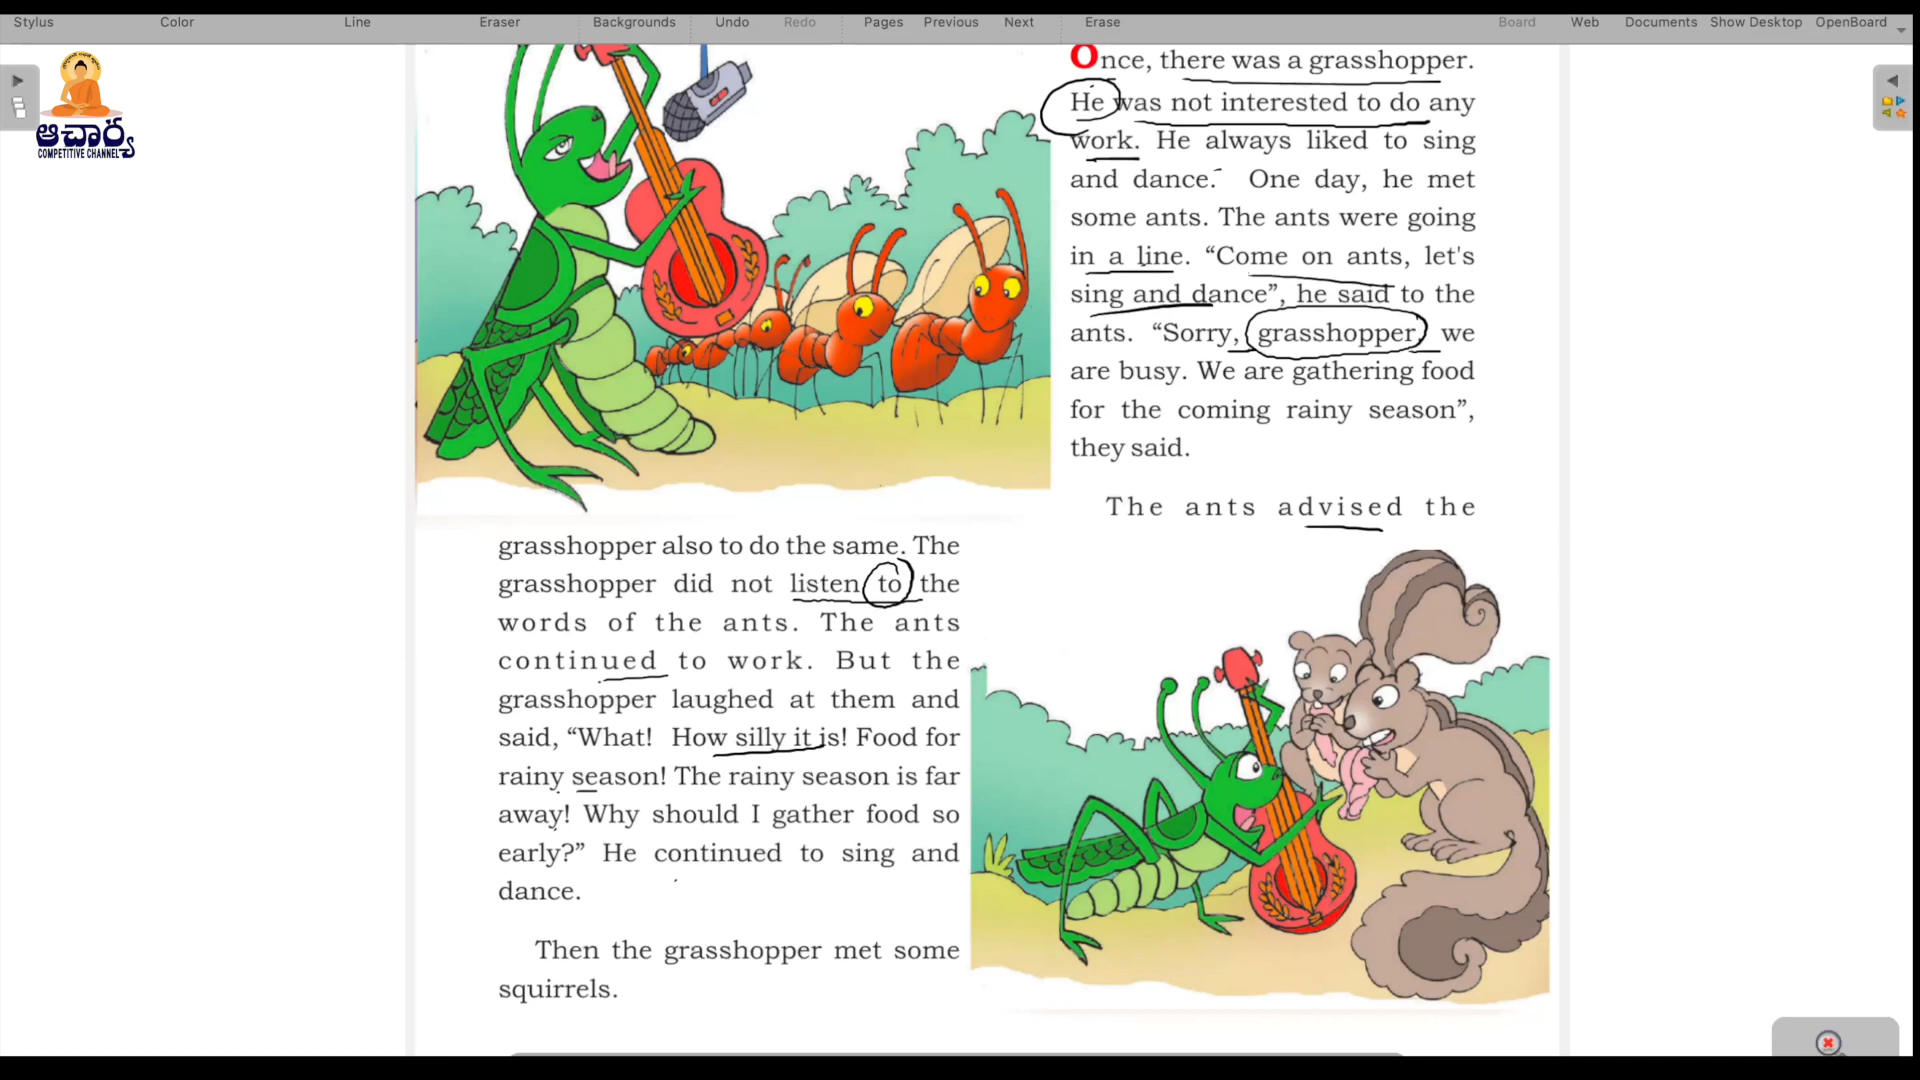 Stylus Color Line Eraser Backgrounds Undo Redo Pages Previous Next Erase Board Web Documents Show Desktop OpenBoard
ఆచార్య
COMPETITIVE CHANNEL
Once, there was a grasshopper.
He was not interested to do any
work. He always liked to sing
and dance. One day, he met
some ants. The ants were going
in a line. “Come on ants, let's
sing and dance”, he said to the
ants. “Sorry, grasshopper, we
are busy. We are gathering food
for the coming rainy season”,
they said.
The ants advised the
grasshopper also to do the same. The
grasshopper did not listen to the
words of the ants. The ants
continued to work. But the
grasshopper laughed at them and
said, “What! How silly it is! Food for
rainy season! The rainy season is far
away! Why should I gather food so
early?” He continued to sing and
dance.
Then the grasshopper met some
squirrels.